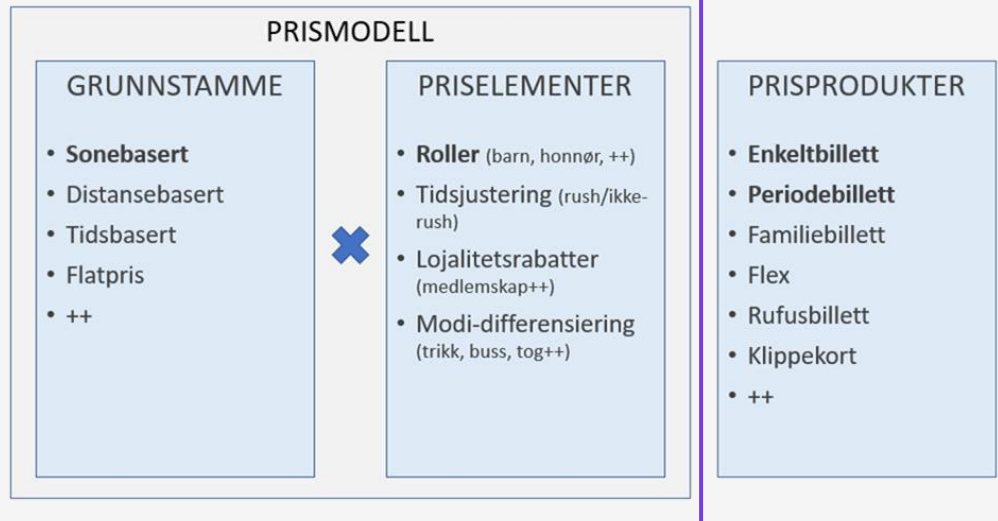 PRISMODELL
GRUNNSTAMME
• Sonebasert
• Distansebasert
• Tidsbasert
• Flatpris
• ++
PRISELEMENTER
• Roller (barn, honnør, ++)
• Tidsjustering (rush/ikke-
rush)
• Lojalitetsrabatter
(medlemskap++)
• Modi-differensiering
(trikk, buss, tog++)
PRISPRODUKTER
• Enkeltbillett
• Periodebillett
• Familiebillett
• Flex
• Rufusbillett
• Klippekort
• ++